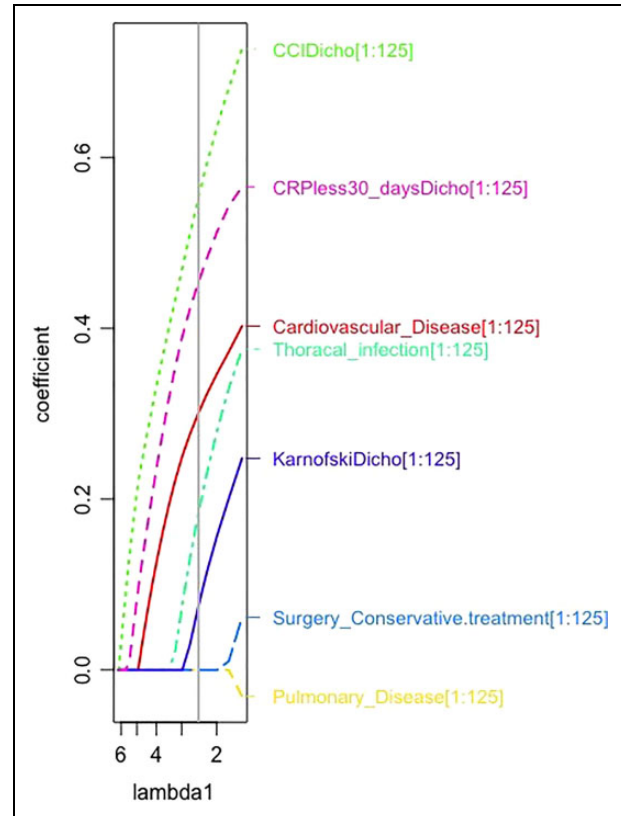 CCIDicho[1:125]
0.6
CRPless30_daysDicho[1:125]
0.4
Cardiovascular_Disease[1:125]
Thoracal_infection[1:125]
coefficient
KarnofskiDicho[1:125]
0.2
Surgery_Conservative.treatment[1:125]
0.0
Pulmonary_Disease[1:125]
6 4 2
lambda1